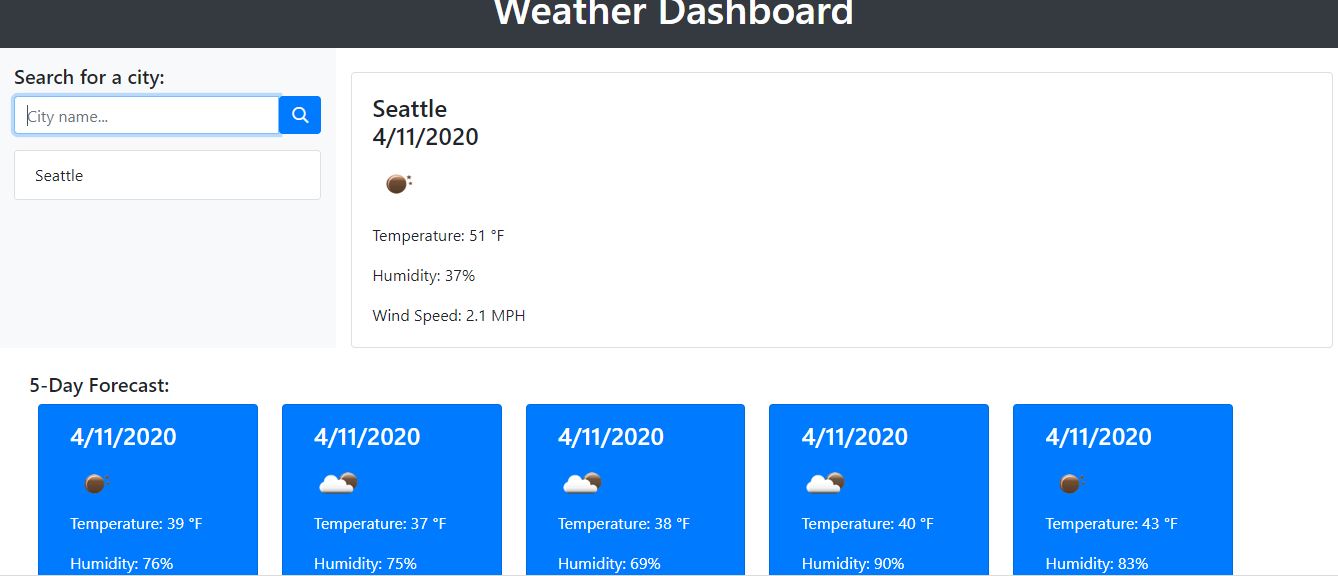 Weather Dashboard
Search for a city:
City name...
Seattle
Seattle
4/11/2020
Temperature: 51 °F
Humidity: 37%
Wind Speed: 2.1 MPH
5-Day Forecast:
4/11/2020
Temperature: 39 °F
Humidity: 76%
4/11/2020
Temperature: 37 °F
Humidity: 75%
4/11/2020
Temperature: 38 °F
Humidity: 69%
4/11/2020
Temperature: 40 °F
Humidity: 90%
4/11/2020
Temperature: 43 °F
Humidity: 83%